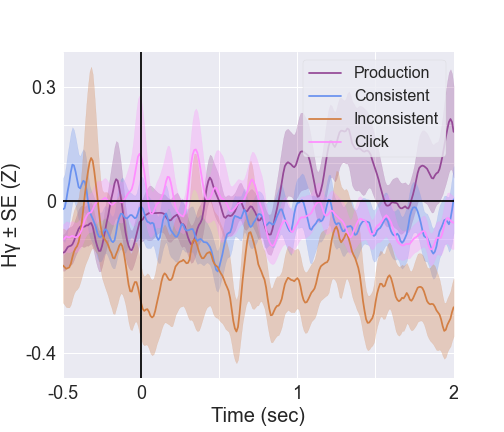 Production
Consistent
Inconsistent
Click
0.3
0
-0.4
Hγ ± SE (Z)
-0.5 0 1 2
Time (sec)